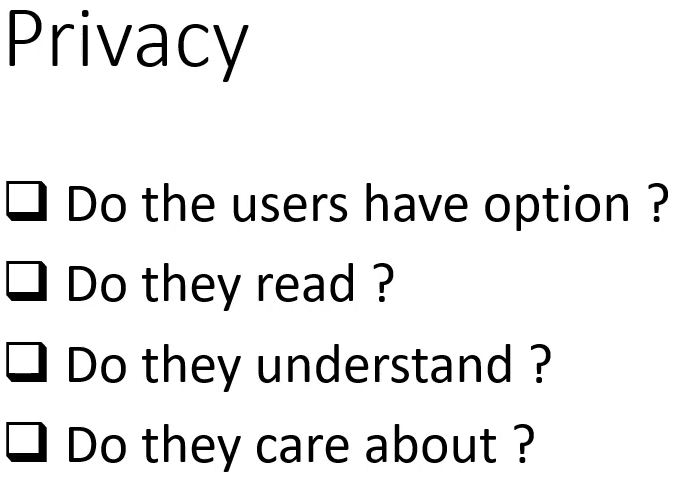 Privacy
Do the users have option ?
Do they read ?
Do they understand ?
Do they care about ?